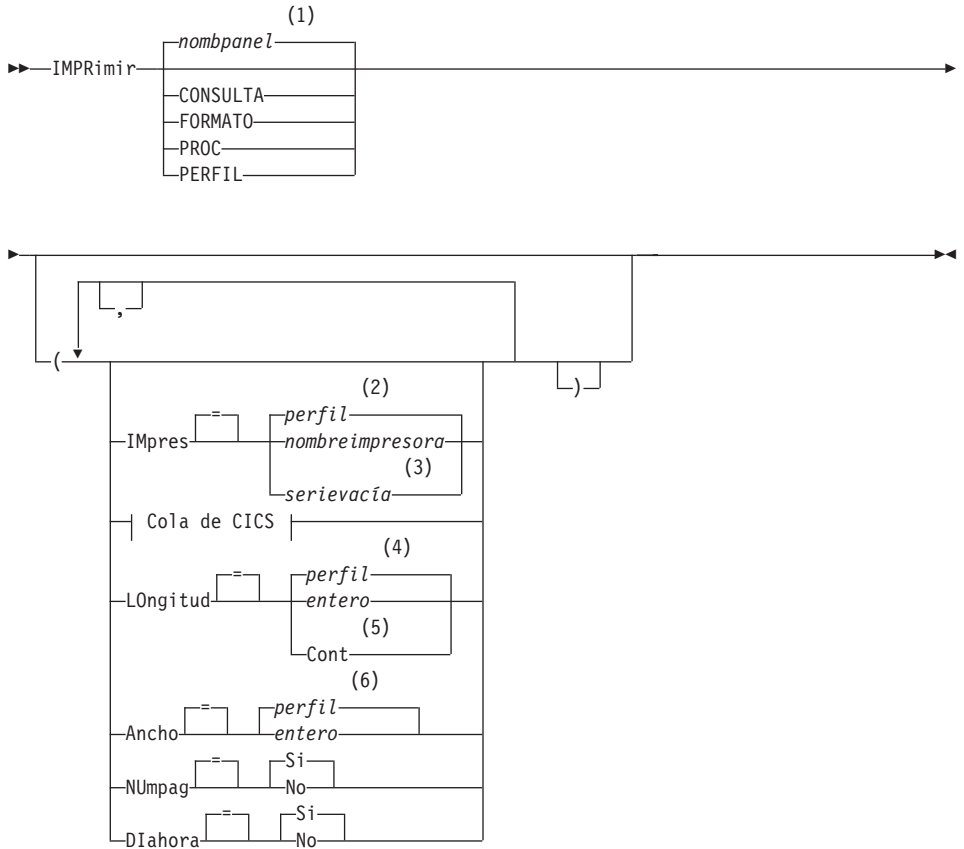 (1)
nombpanel
IMPRimir
CONSULTA
FORMATO
PROC
PERFIL
,
(
)
(2)
=
perfil
IMpres
nombreimpresora
(3)
serievacía
Cola de CICS
(4)
=
perfil
LOngitud
entero
(5)
Cont
(6)
=
perfil
Ancho
entero
=
Si
NUmpag
No
=
Si
DIahora
No